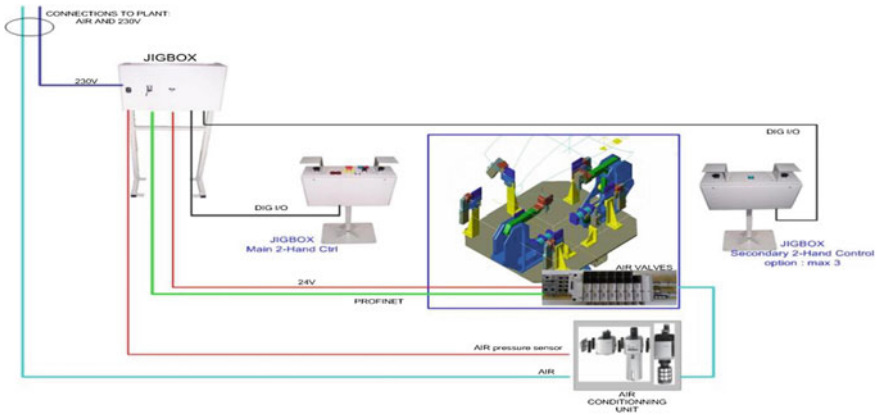 CONNECTIONS TO PLANT:
AIR AND 230V
JIGBOX
230V
DIG I/O
DIG I/O
JIGBOX
Main 2-Hand Ctrl
JIGBOX
Secondary 2-Hand Control
option : max 3
AIR VALVES
24V
PROFINET
AIR pressure sensor
AIR
AIR
CONDITIONNING
UNIT